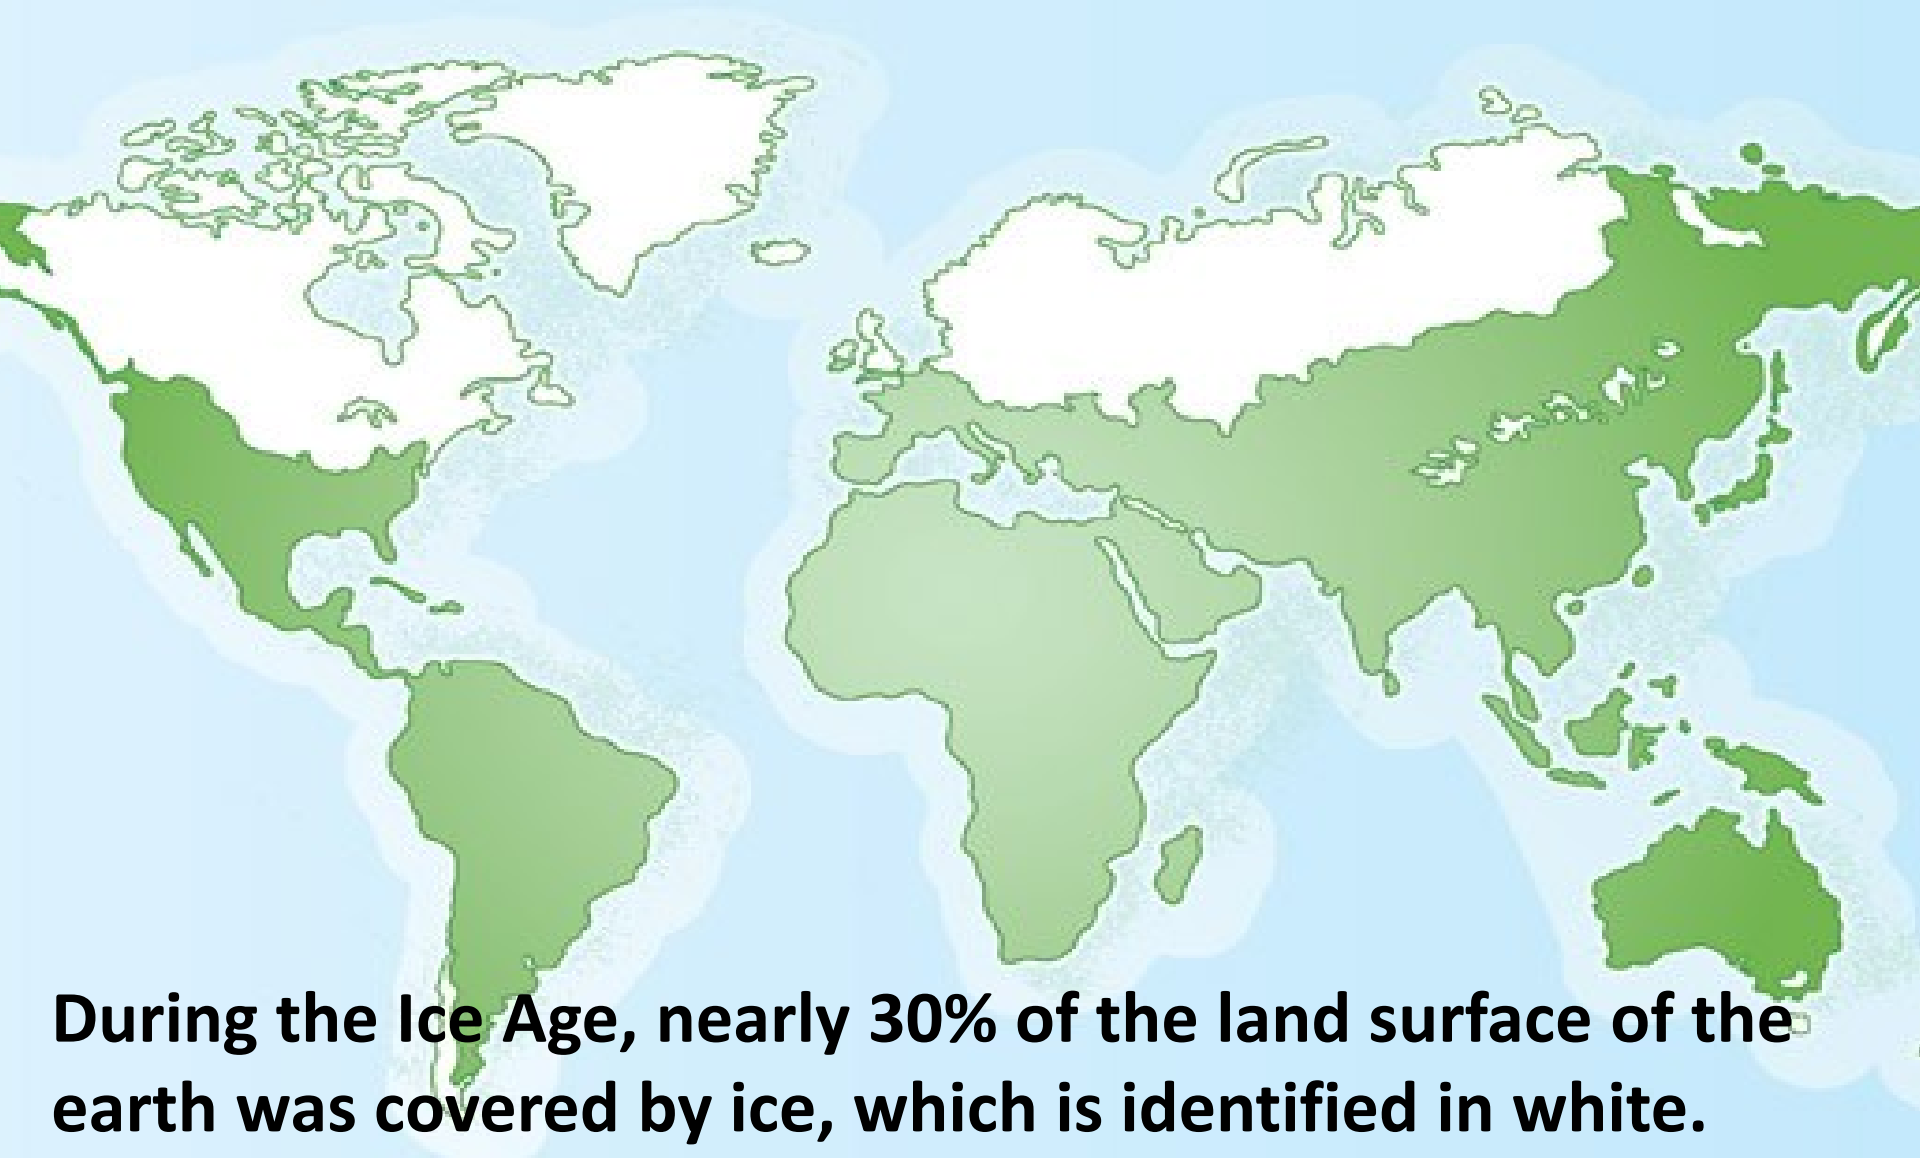 During the Ice Age, nearly 30% of the land surface of the
earth was covered by ice, which is identified in white.